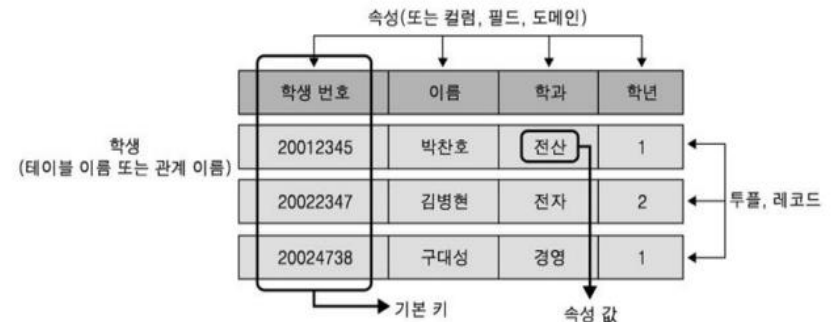 속성(또는 컬럼, 필드, 도메인)
학생 번호 이름 학과 학년
학생
(테이블 이름 또는 관계 이름)
20012345 박찬호 전산 1
20022347 김병현 전자 2
20024738 구대성 경영 1
투플, 레코드
기본 키
속성 값